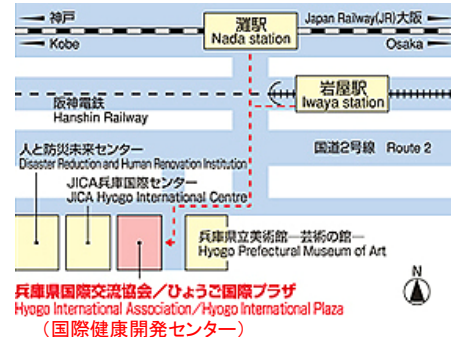 神戸
Kobe
灘駅
Nada station
Japan Railway(JR)大阪
Osaka
岩屋駅
Iwaya station
阪神電鉄
Hanshin Railway
国道2号線 Route 2
人と防災未来センター
Disaster Reduction and Human Renovation Institution
JICA兵庫国際センター
JICA Hyogo International Centre
兵庫県立美術館―芸術の館―
Hyogo Prefectural Museum of Art
N
兵庫県国際交流協会/ひょうご国際プラザ
Hyogo International Association/Hyogo International Plaza
(国際健康開発センター)